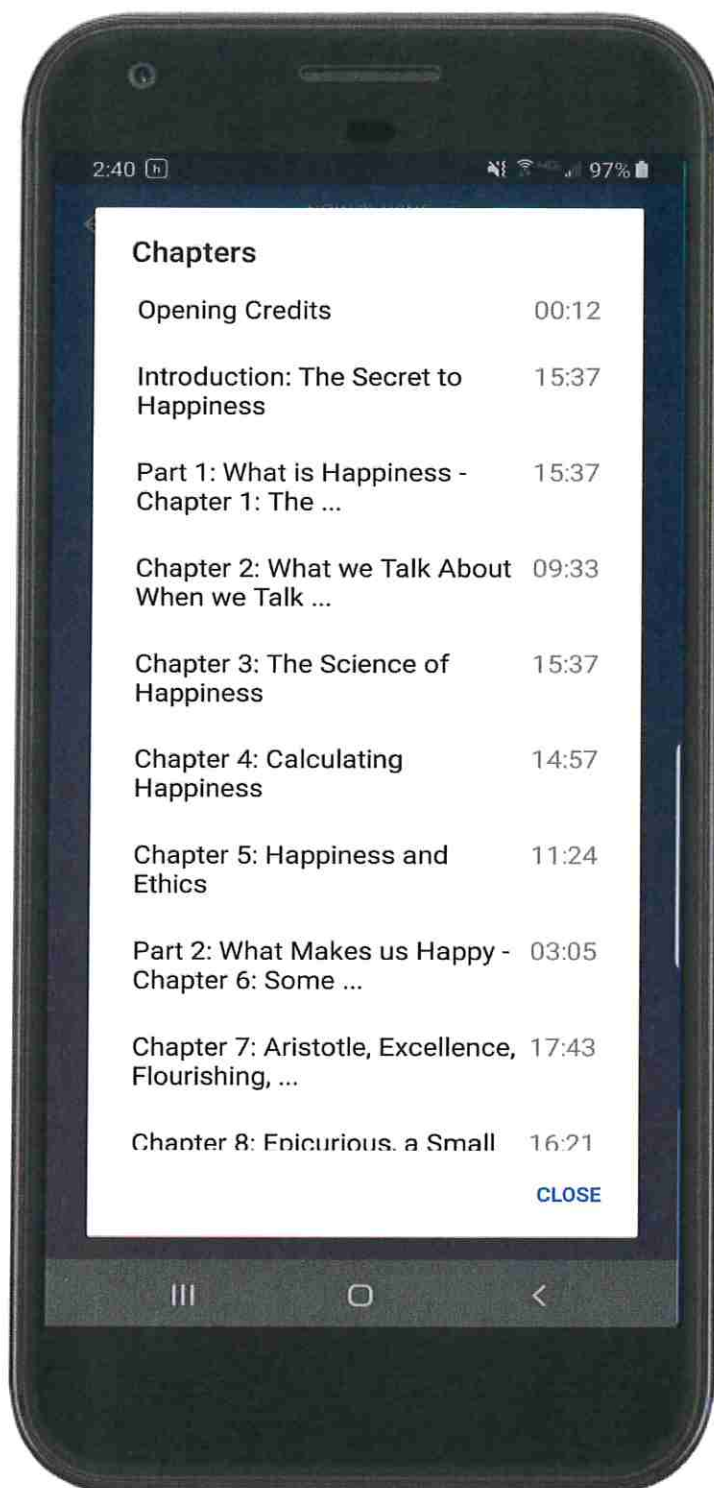 2:40 h 97%
Chapters
Opening Credits 00:12
Introduction: The Secret to 15:37
Happiness
Part 1: What is Happiness - 15:37
Chapter 1: The ...
Chapter 2: What we Talk About 09:33
When we Talk ...
Chapter 3: The Science of 15:37
Happiness
Chapter 4: Calculating 14:57
Happiness
Chapter 5: Happiness and 11:24
Ethics
Part 2: What Makes us Happy - 03:05
Chapter 6: Some ...
Chapter 7: Aristotle, Excellence, 17:43
Flourishing, ...
Chapter 8: Epicurious, a Small 16:21
CLOSE